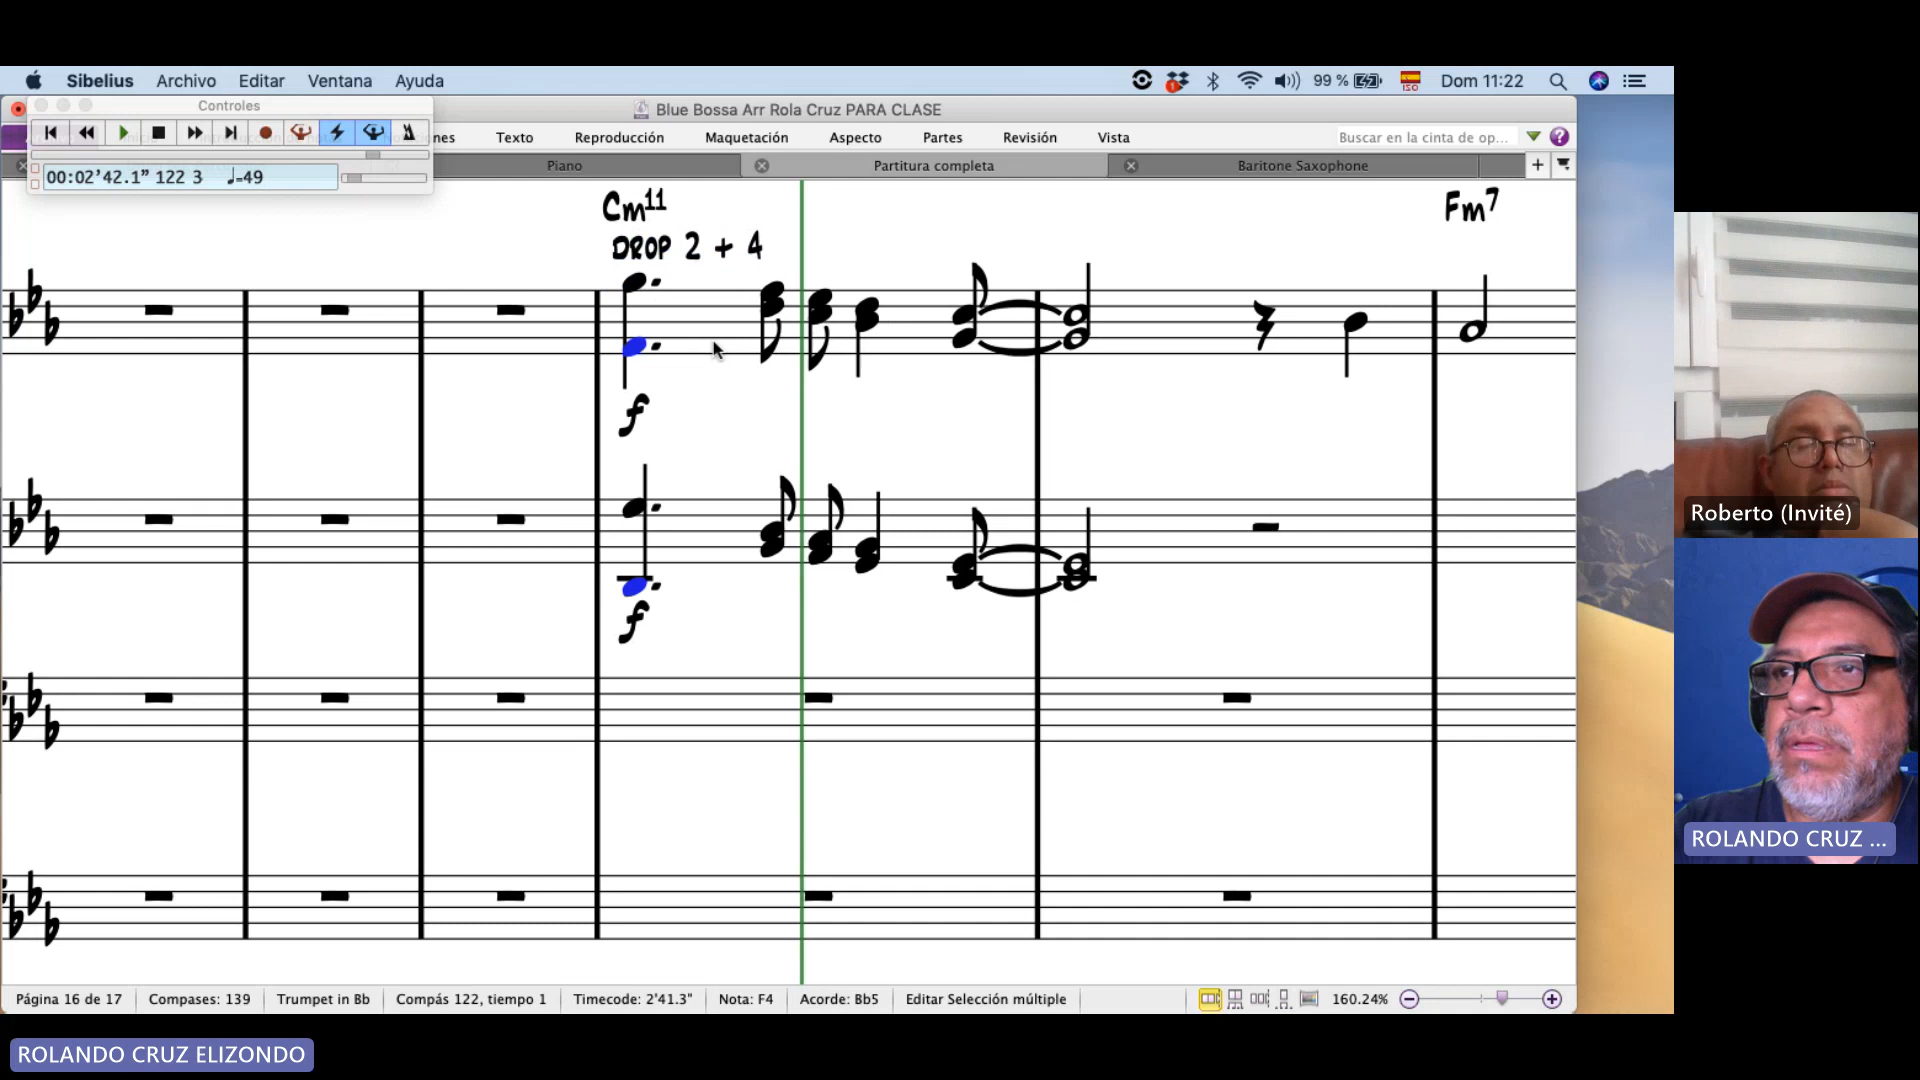 Sibelius Archivo Editar Ventana Ayuda
99 % ISO Dom 11:22
Controles
Blue Bossa Arr Rola Cruz PARA CLASE
nes Texto Reproducción Maquetación Aspecto Partes Revisión Vista
Buscar en la cinta de op...
Piano Partitura completa Baritone Saxophone
00:02'42.1" 122 3 ♩=49
Cm11 Fm7
DROP 2 + 4
f
f
Roberto (Invité)
ROLANDO CRUZ ...
Página 16 de 17 Compases: 139 Trumpet in Bb Compás 122, tiempo 1 Timecode: 2'41.3" Nota: F4 Acorde: Bb5 Editar Selección múltiple 160.24%
ROLANDO CRUZ ELIZONDO